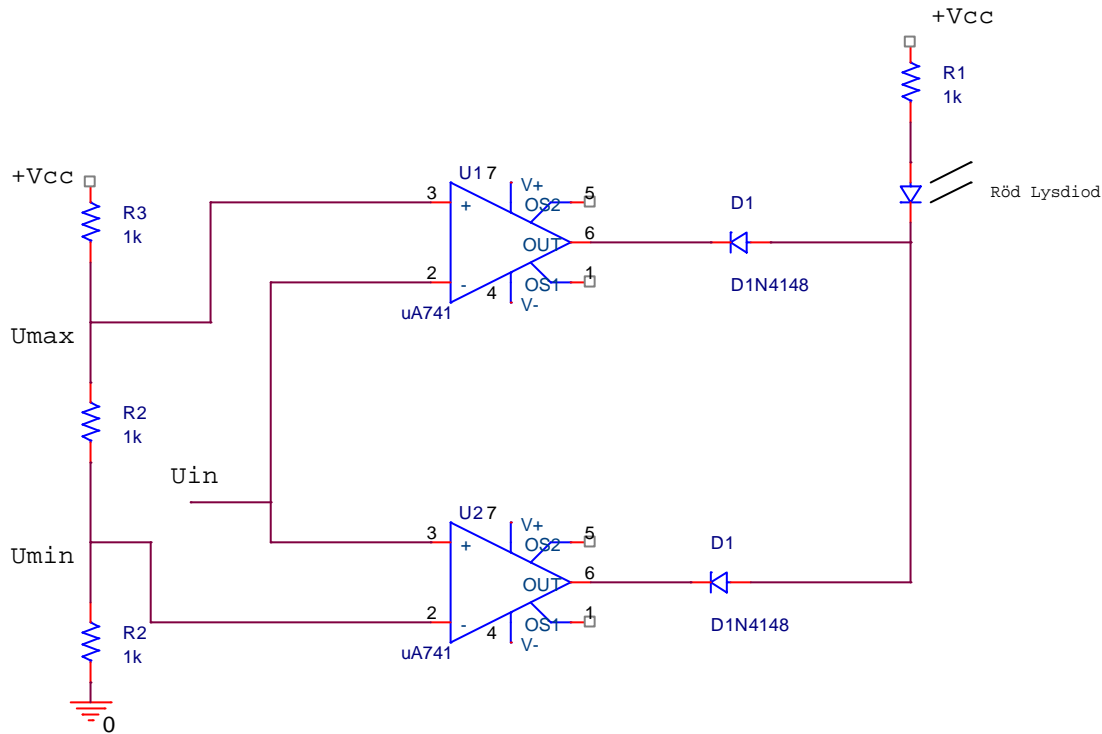 +Vcc
R1
1k
Röd Lysdiod
+Vcc
R3
1k
Umax
R2
1k
Uin
Umin
R2
1k
0
U1
7
V+
5
OS2
3
+
OUT
6
2
-
OS1
1
4
V-
uA741
D1
D1N4148
U2
7
V+
5
OS2
3
+
OUT
6
2
-
OS1
1
4
V-
uA741
D1
D1N4148